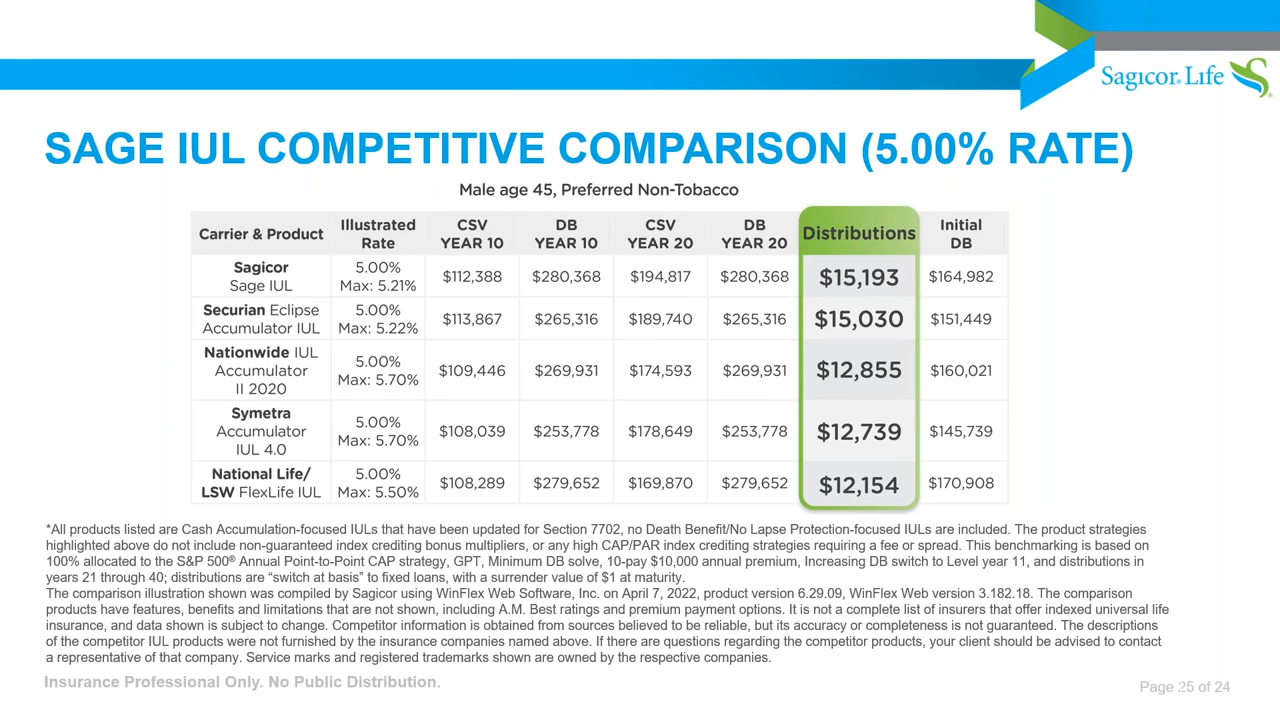 Sagicor Life
SAGE IUL COMPETITIVE COMPARISON (5.00% RATE)
Male age 45, Preferred Non-Tobacco
Carrier & Product Illustrated Rate CSV YEAR 10 DB YEAR 10 CSV YEAR 20 DB YEAR 20 Distributions Initial DB
Sagicor Sage IUL 5.00% Max: 5.21% $112,388 $280,368 $194,817 $280,368 $15,193 $164,982
Securian Eclipse Accumulator IUL 5.00% Max: 5.22% $113,867 $265,316 $189,740 $265,316 $15,030 $151,449
Nationwide IUL Accumulator II 2020 5.00% Max: 5.70% $109,446 $269,931 $174,593 $269,931 $12,855 $160,021
Symetra Accumulator IUL 4.0 5.00% Max: 5.70% $108,039 $253,778 $178,649 $253,778 $12,739 $145,739
National Life/ LSW FlexLife IUL 5.00% Max: 5.50% $108,289 $279,652 $169,870 $279,652 $12,154 $170,908
*All products listed are Cash Accumulation-focused IULs that have been updated for Section 7702, no Death Benefit/No Lapse Protection-focused IULs are included. The product strategies
highlighted above do not include non-guaranteed index crediting bonus multipliers, or any high CAP/PAR index crediting strategies requiring a fee or spread. This benchmarking is based on
100% allocated to the S&P 500® Annual Point-to-Point CAP strategy, GPT, Minimum DB solve, 10-pay $10,000 annual premium, Increasing DB switch to Level year 11, and distributions in
years 21 through 40; distributions are “switch at basis” to fixed loans, with a surrender value of $1 at maturity.
The comparison illustration shown was compiled by Sagicor using WinFlex Web Software, Inc. on April 7, 2022, product version 6.29.09, WinFlex Web version 3.182.18. The comparison
products have features, benefits and limitations that are not shown, including A.M. Best ratings and premium payment options. It is not a complete list of insurers that offer indexed universal life
insurance, and data shown is subject to change. Competitor information is obtained from sources believed to be reliable, but its accuracy or completeness is not guaranteed. The descriptions
of the competitor IUL products were not furnished by the insurance companies named above. If there are questions regarding the competitor products, your client should be advised to contact
a representative of that company. Service marks and registered trademarks shown are owned by the respective companies.
Insurance Professional Only. No Public Distribution.
Page 25 of 24